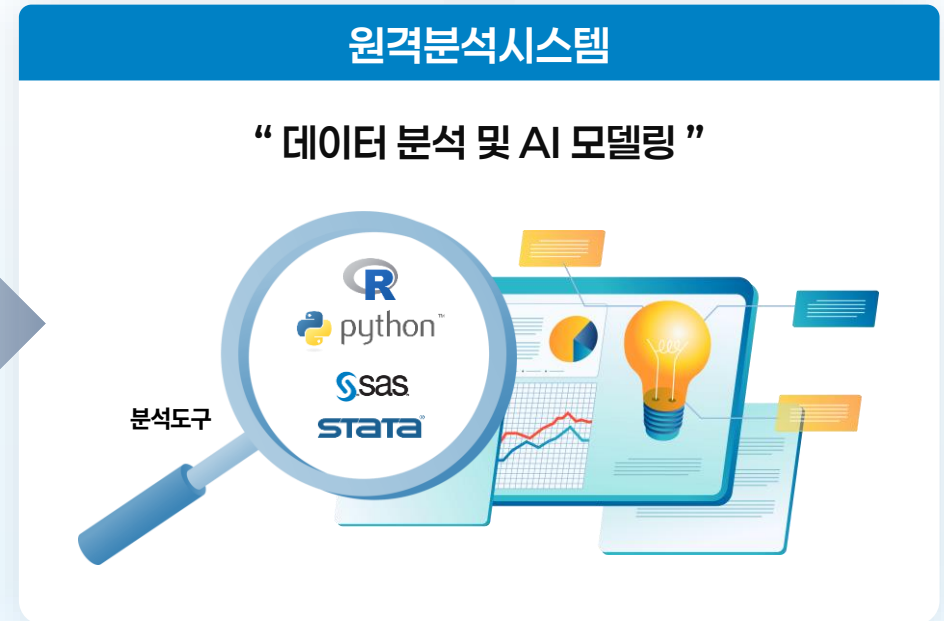 원격분석시스템
“ 데이터 분석 및 AI 모델링 ”
R
python™
sas
분석도구
stata®